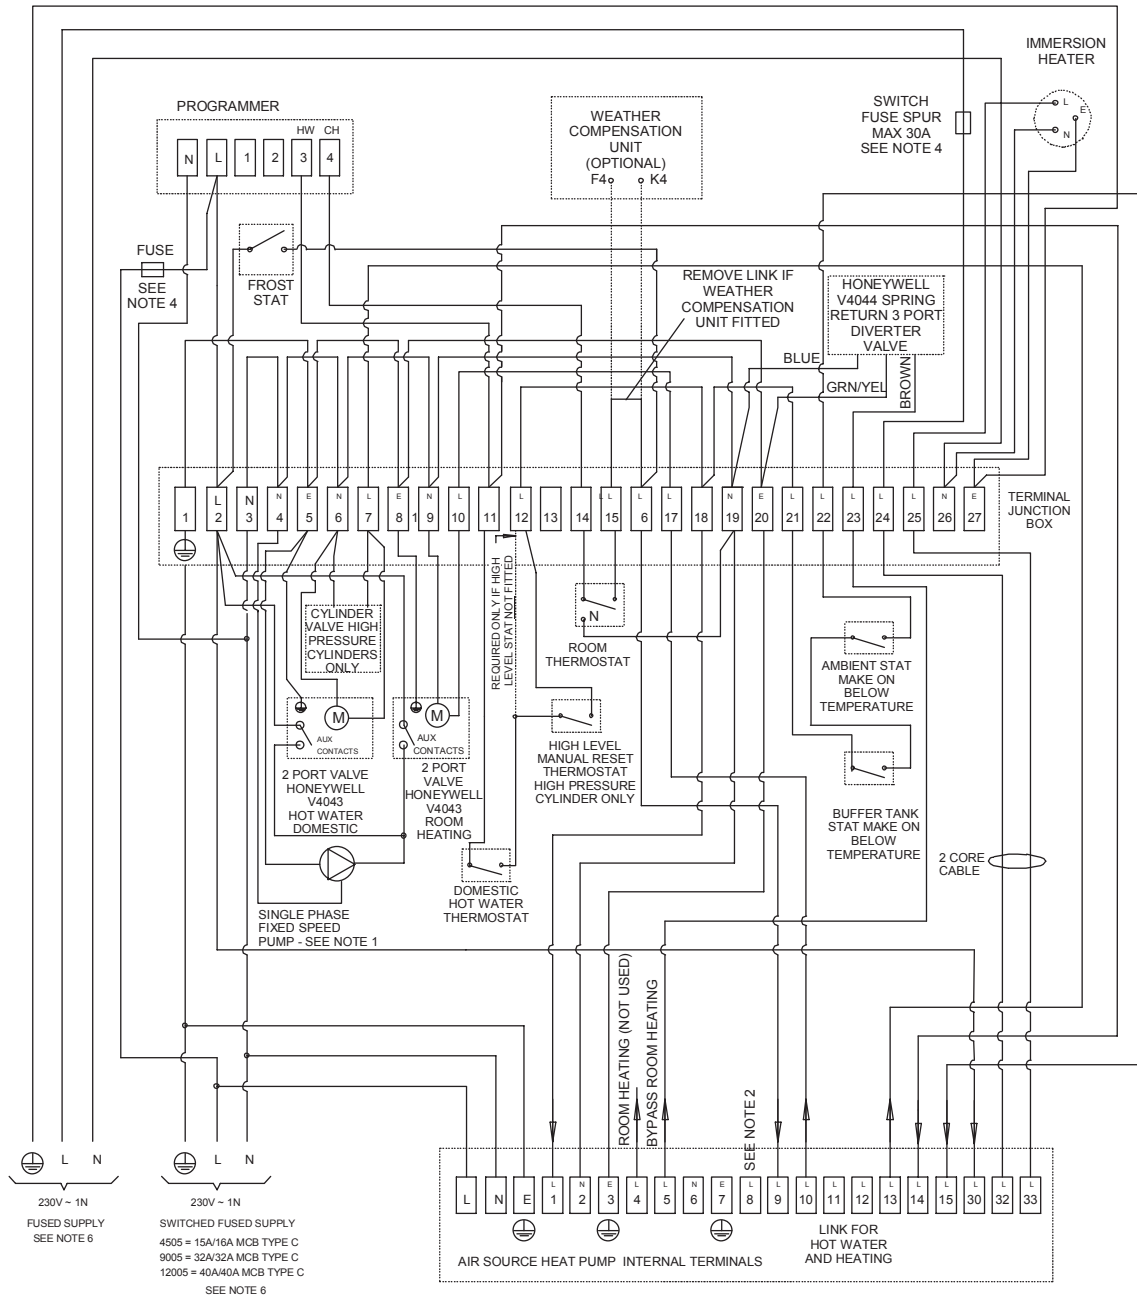 IMMERSION
HEATER
L
E
N
SWITCH
FUSE SPUR
MAX 30A
SEE NOTE 4
PROGRAMMER
HW CH
N L 1 2 3 4
WEATHER
COMPENSATION
UNIT
(OPTIONAL)
F4 K4
FUSE
SEE
NOTE 4
FROST
STAT
REMOVE LINK IF
WEATHER
COMPENSATION
UNIT FITTED
HONEYWELL
V4044 SPRING
RETURN 3 PORT
DIVERTER
VALVE
BLUE
GRN/YEL
BROWN
L N N E N L E N L L L L L L L N E L L L L L N E
1 2 3 4 5 6 7 8 1 9 10 11 12 13 14 15 6 17 18 19 20 21 22 23 24 25 26 27
TERMINAL
JUNCTION
BOX
REQUIRED ONLY IF HIGH
LEVEL STAT NOT FITTED
CYLINDER
VALVE HIGH
PRESSURE
CYLINDERS
ONLY
N
ROOM
THERMOSTAT
AMBIENT STAT
MAKE ON
BELOW
TEMPERATURE
M
AUX
CONTACTS
M
AUX
CONTACTS
2 PORT VALVE
HONEYWELL
V4043
HOT WATER
DOMESTIC
2 PORT
VALVE
HONEYWELL
V4043
ROOM
HEATING
HIGH LEVEL
MANUAL RESET
THERMOSTAT
HIGH PRESSURE
CYLINDER ONLY
BUFFER TANK
STAT MAKE ON
BELOW
TEMPERATURE
2 CORE
CABLE
DOMESTIC
HOT WATER
THERMOSTAT
SINGLE PHASE
FIXED SPEED
PUMP - SEE NOTE 1
ROOM HEATING (NOT USED)
BYPASS ROOM HEATING
SEE NOTE 2
L N
L N
230V ~ 1N
230V ~ 1N
FUSED SUPPLY
SEE NOTE 6
SWITCHED FUSED SUPPLY
4505 = 15A/16A MCB TYPE C
9005 = 32A/32A MCB TYPE C
12005 = 40A/40A MCB TYPE C
SEE NOTE 6
L N E L L L N E L L L L L L L L L L L
L N E 1 2 3 4 5 6 7 8 9 10 11 12 13 14 15 30 32 33
LINK FOR
HOT WATER
AND HEATING
AIR SOURCE HEAT PUMP INTERNAL TERMINALS